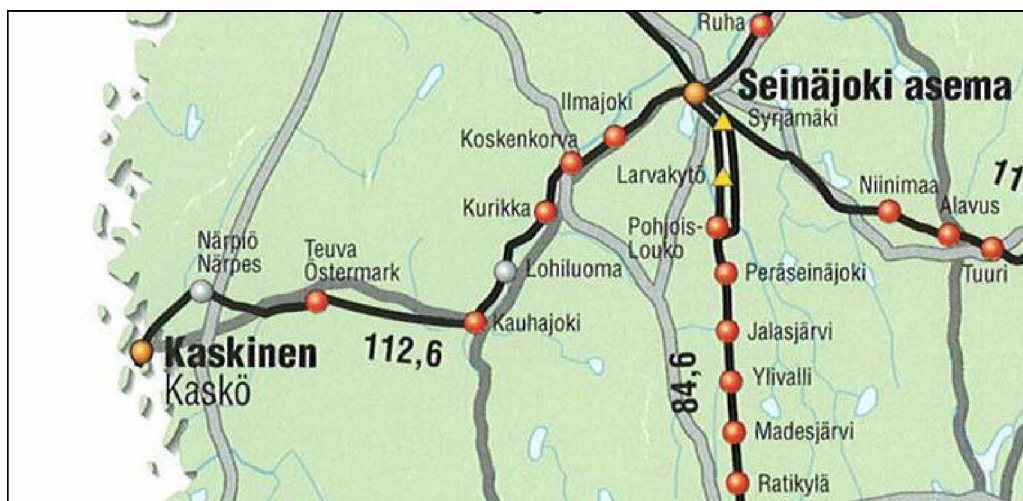 Ruha
Seinäjoki asema
Ilmajoki
Syrjämäki
Koskenkorva
Larvakytö
Niinimaa
11
Kurikka
Alavus
Pohjois-
Louko
Närpiö
Närpes
Teuva
Östermark
Lohiluoma
Peräseinäjoki
Tuuri
Kauhajoki
Jalasjärvi
Kaskinen
Kaskö
112,6
84,6
Ylivalli
Madesjärvi
Ratikylä